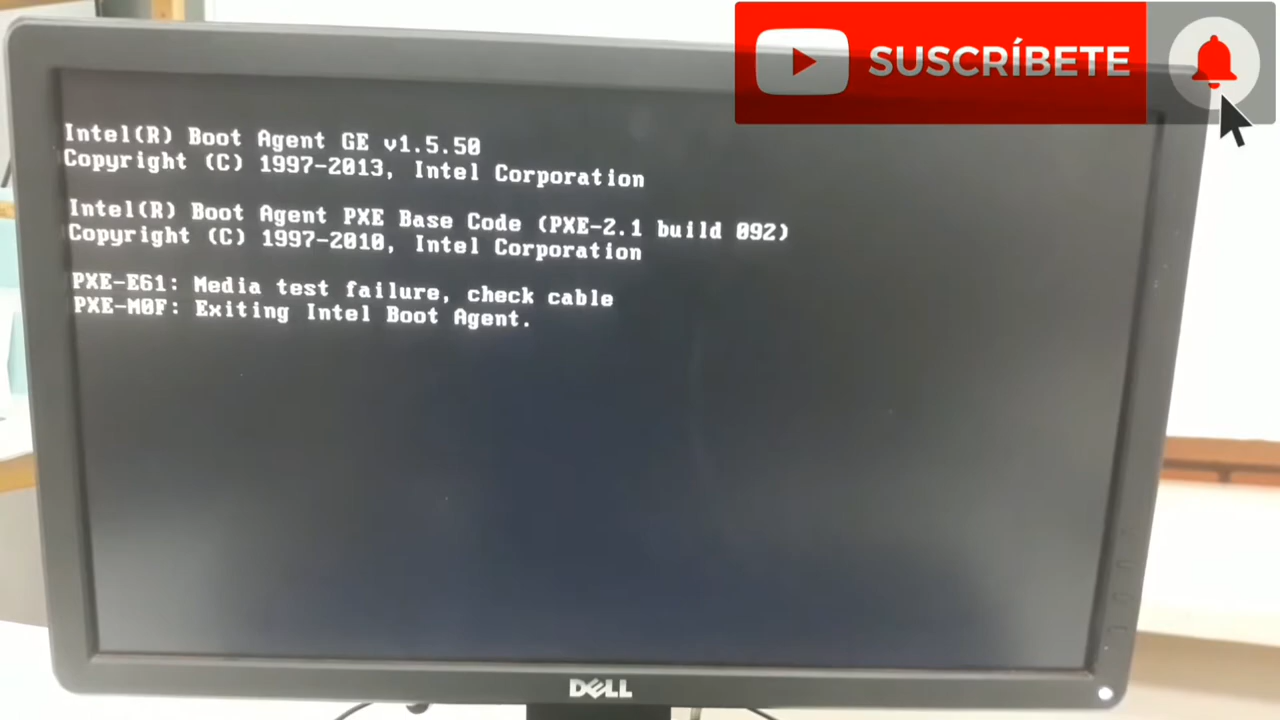 SUSCRÍBETE
Intel(R) Boot Agent GE v1.5.50
Copyright (C) 1997-2013, Intel Corporation
Intel(R) Boot Agent PXE Base Code (PXE-2.1 build 092)
Copyright (C) 1997-2010, Intel Corporation
PXE-E61: Media test failure, check cable
PXE-M0F: Exiting Intel Boot Agent.
DELL